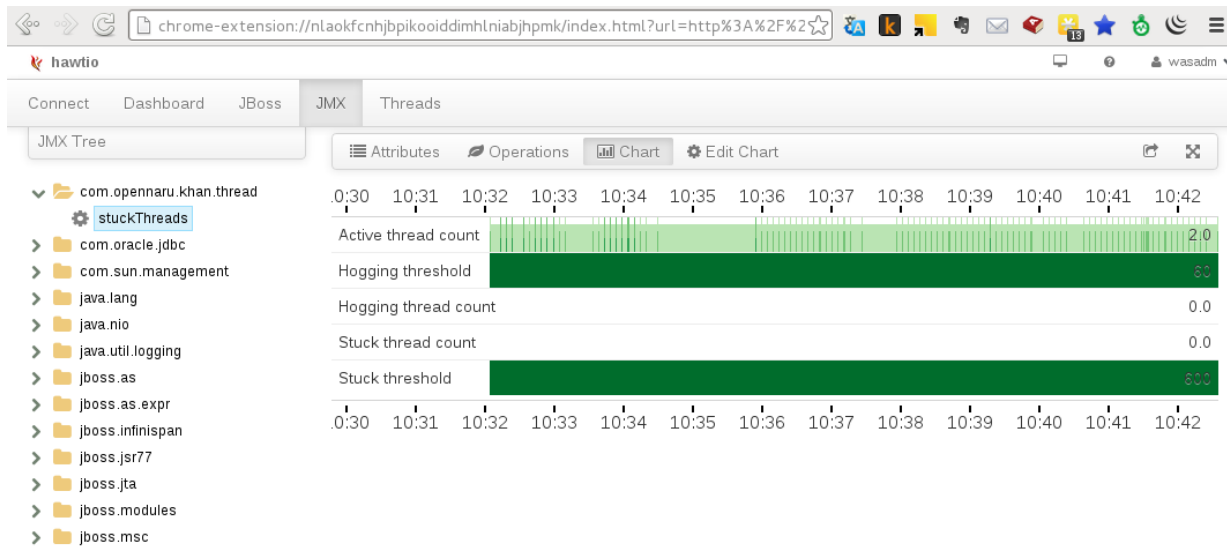 chrome-extension://nlaokfcnhjbpikooiddimhlniabjhpmk/index.html?url=http%3A%2F%2
13
hawtio
wasadm
Connect Dashboard JBoss JMX Threads
JMX Tree
Attributes Operations Chart Edit Chart
com.opennaru.khan.thread
stuckThreads
com.oracle.jdbc
com.sun.management
java.lang
java.nio
java.util.logging
jboss.as
jboss.as.expr
jboss.infinispan
jboss.jsr77
jboss.jta
jboss.modules
jboss.msc
.0:30 10:31 10:32 10:33 10:34 10:35 10:36 10:37 10:38 10:39 10:40 10:41 10:42
Active thread count 2.0
Hogging threshold 60
Hogging thread count 0.0
Stuck thread count 0.0
Stuck threshold 600
.0:30 10:31 10:32 10:33 10:34 10:35 10:36 10:37 10:38 10:39 10:40 10:41 10:42